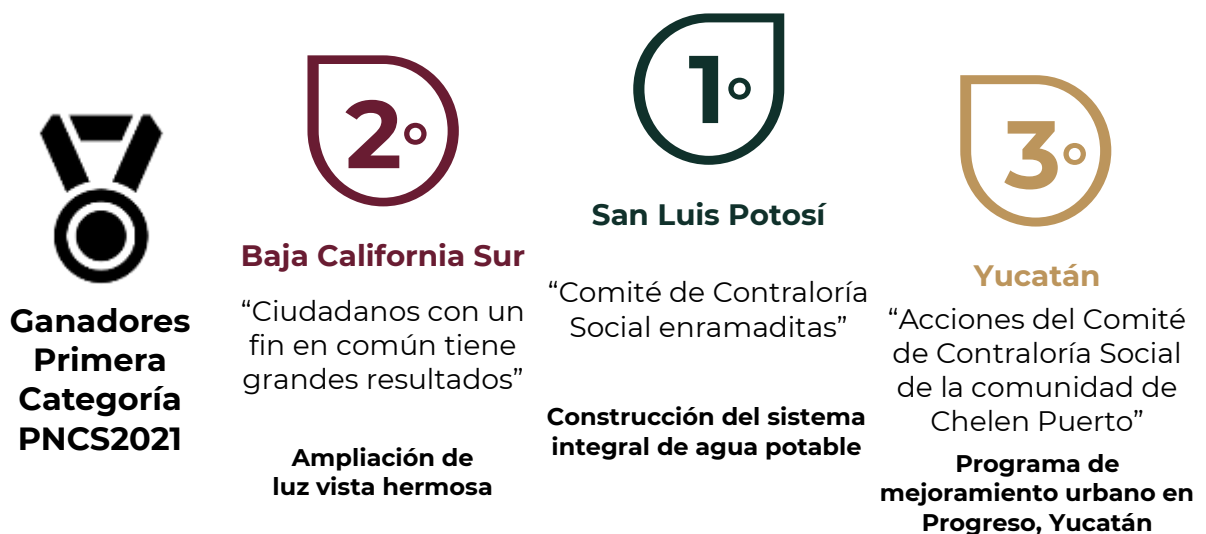 Ganadores
Primera
Categoría
PNCS2021
2°
Baja California Sur
“Ciudadanos con un
fin en común tiene
grandes resultados”
Ampliación de
luz vista hermosa
1°
San Luis Potosí
“Comité de Contraloría
Social enramaditas”
Construcción del sistema
integral de agua potable
3°
Yucatán
“Acciones del Comité
de Contraloría Social
de la comunidad de
Chelen Puerto”
Programa de
mejoramiento urbano en
Progreso, Yucatán